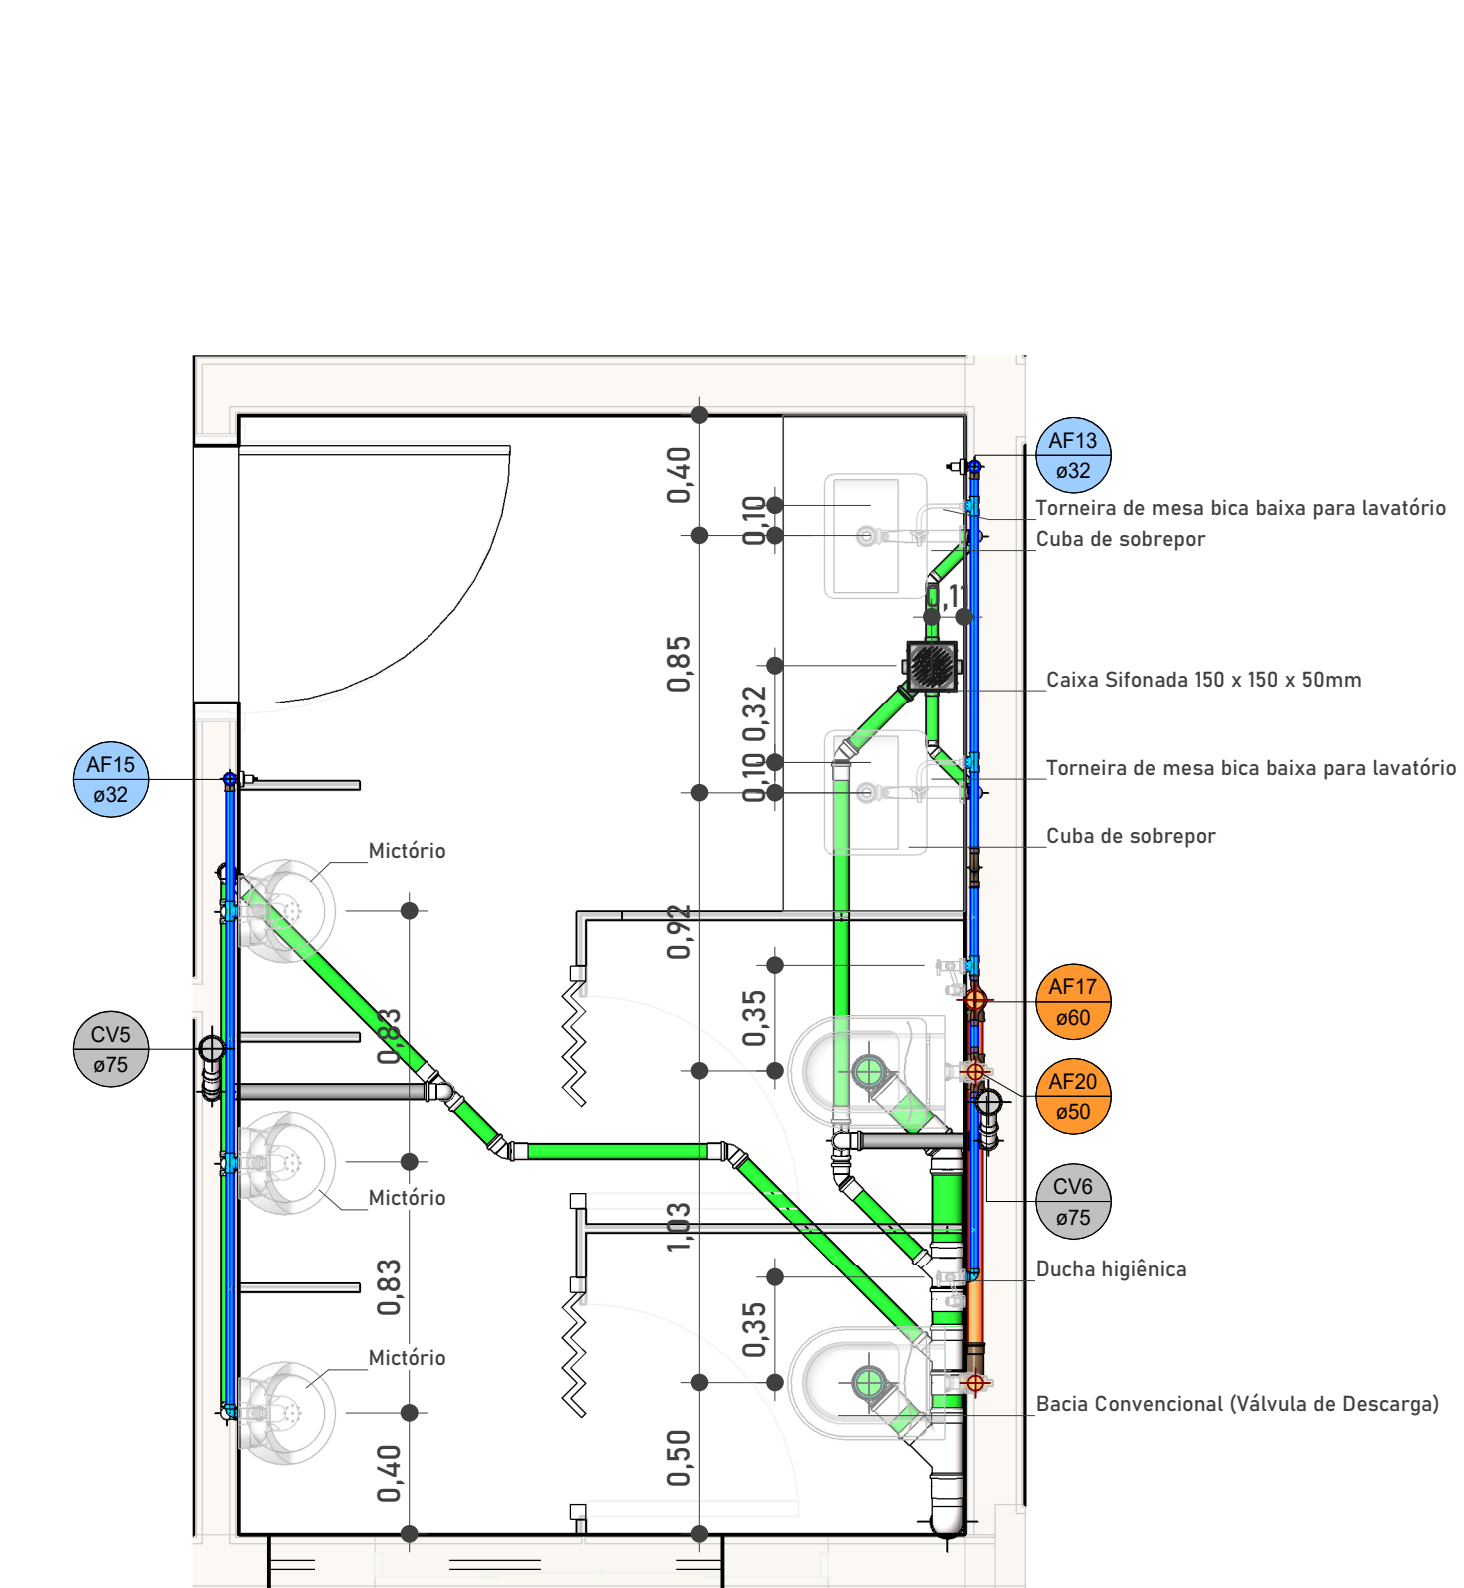 0,40
AF13
ø32
0,10
Torneira de mesa bica baixa para lavatório
Cuba de sobrepor
0,11
0,85
Caixa Sifonada 150 x 150 x 50mm
0,32
AF15
ø32
0,10
Torneira de mesa bica baixa para lavatório
Cuba de sobrepor
Mictório
0,92
0,35
AF17
ø60
0,83
CV5
ø75
AF20
ø50
Mictório
CV6
ø75
1,03
0,83
Ducha higiênica
0,35
Mictório
Bacia Convencional (Válvula de Descarga)
0,40
0,50